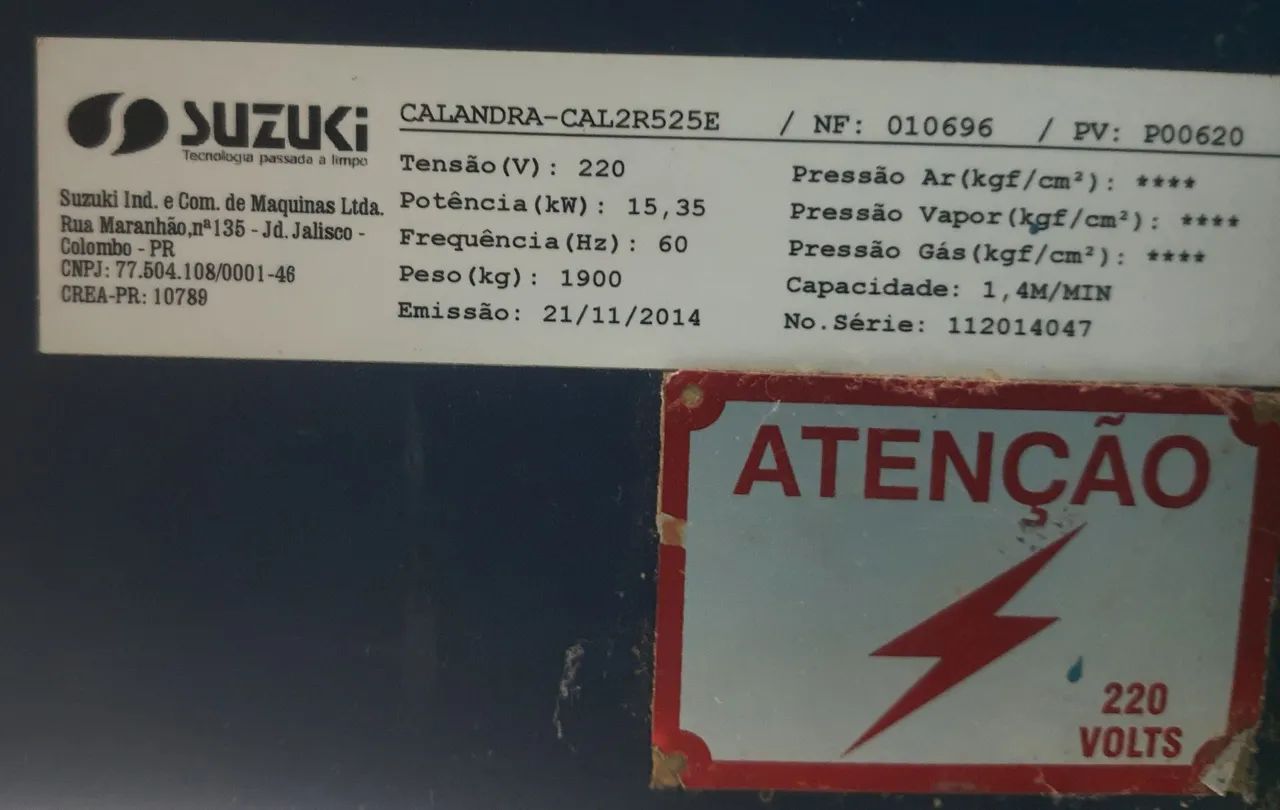 SUZUKi
Tecnologia passada a limpo
Suzuki Ind. e Com. de Maquinas Ltda.
Rua Maranhão,nª135 - Jd. Jalisco -
Colombo - PR
CNPJ: 77.504.108/0001-46
CREA-PR: 10789
CALANDRA-CAL2R525E / NF: 010696 / PV: P00620
Tensão(V): 220
Potência(kW): 15,35
Frequência(Hz): 60
Peso(kg): 1900
Emissão: 21/11/2014
Pressão Ar(kgf/cm²): ****
Pressão Vapor(kgf/cm²): ****
Pressão Gás(kgf/cm²): ****
Capacidade: 1,4M/MIN
No.Série: 112014047
ATENÇÃO
220
VOLTS